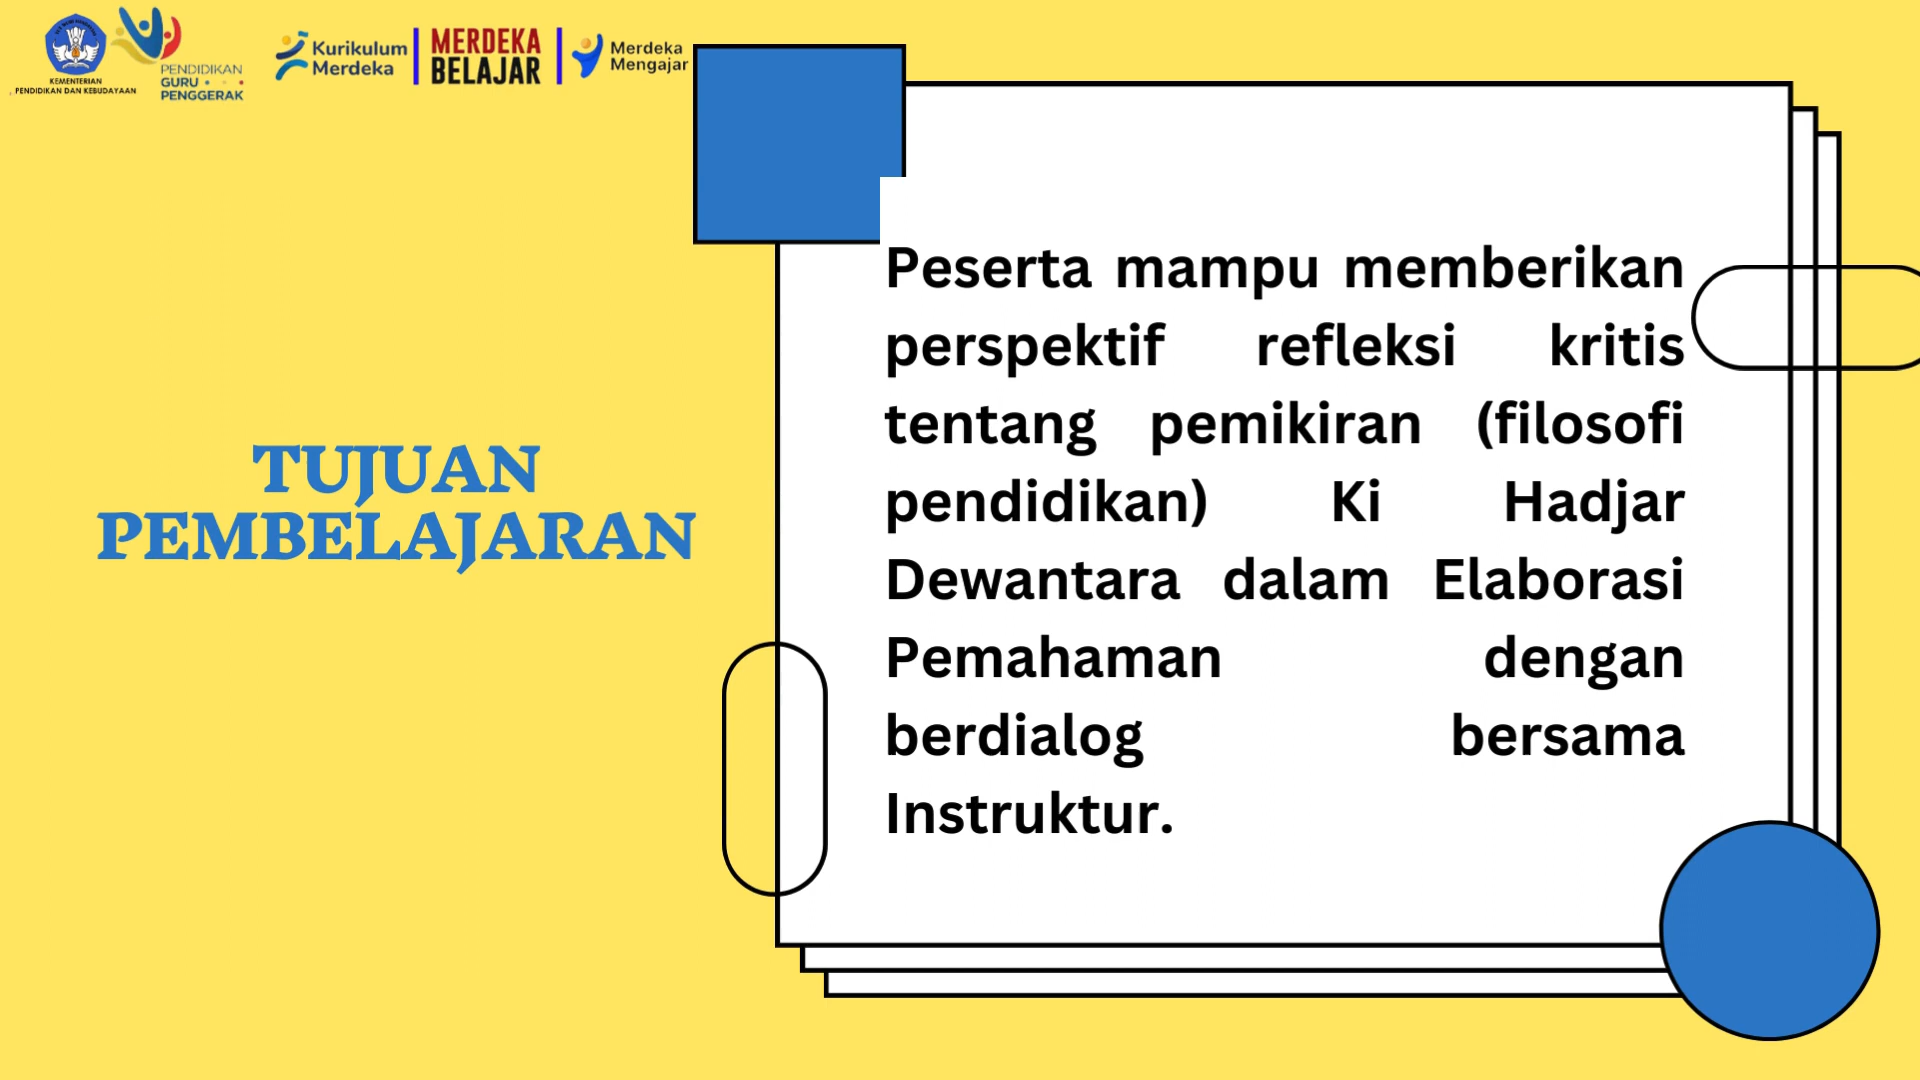 KEMENTERIAN
PENDIDIKAN DAN KEBUDAYAAN
PENDIDIKAN
GURU
PENGGERAK
Kurikulum
Merdeka
MERDEKA
BELAJAR
Merdeka
Mengajar
TUJUAN
PEMBELAJARAN
Peserta mampu memberikan
perspektif refleksi kritis
tentang pemikiran (filosofi
pendidikan) Ki Hadjar
Dewantara dalam Elaborasi
Pemahaman dengan
berdialog bersama
Instruktur.